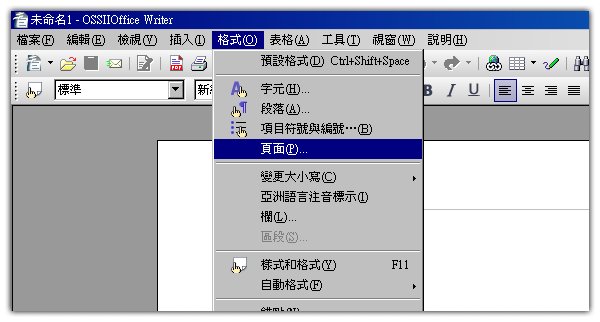 未命名1 - OSSIIOffice Writer
檔案(F) 編輯(E) 檢視(V) 插入(I) 格式(O) 表格(A) 工具(T) 視窗(W) 說明(H)
預設格式(D) Ctrl+Shift+Space
標準
字元(H)...
B I U
段落(A)...
項目符號與編號…(B)
頁面(P)...
變更大小寫(C)
亞洲語言注音標示(I)
欄(L)...
區段(S)...
樣式和格式(Y) F11
自動格式(F)